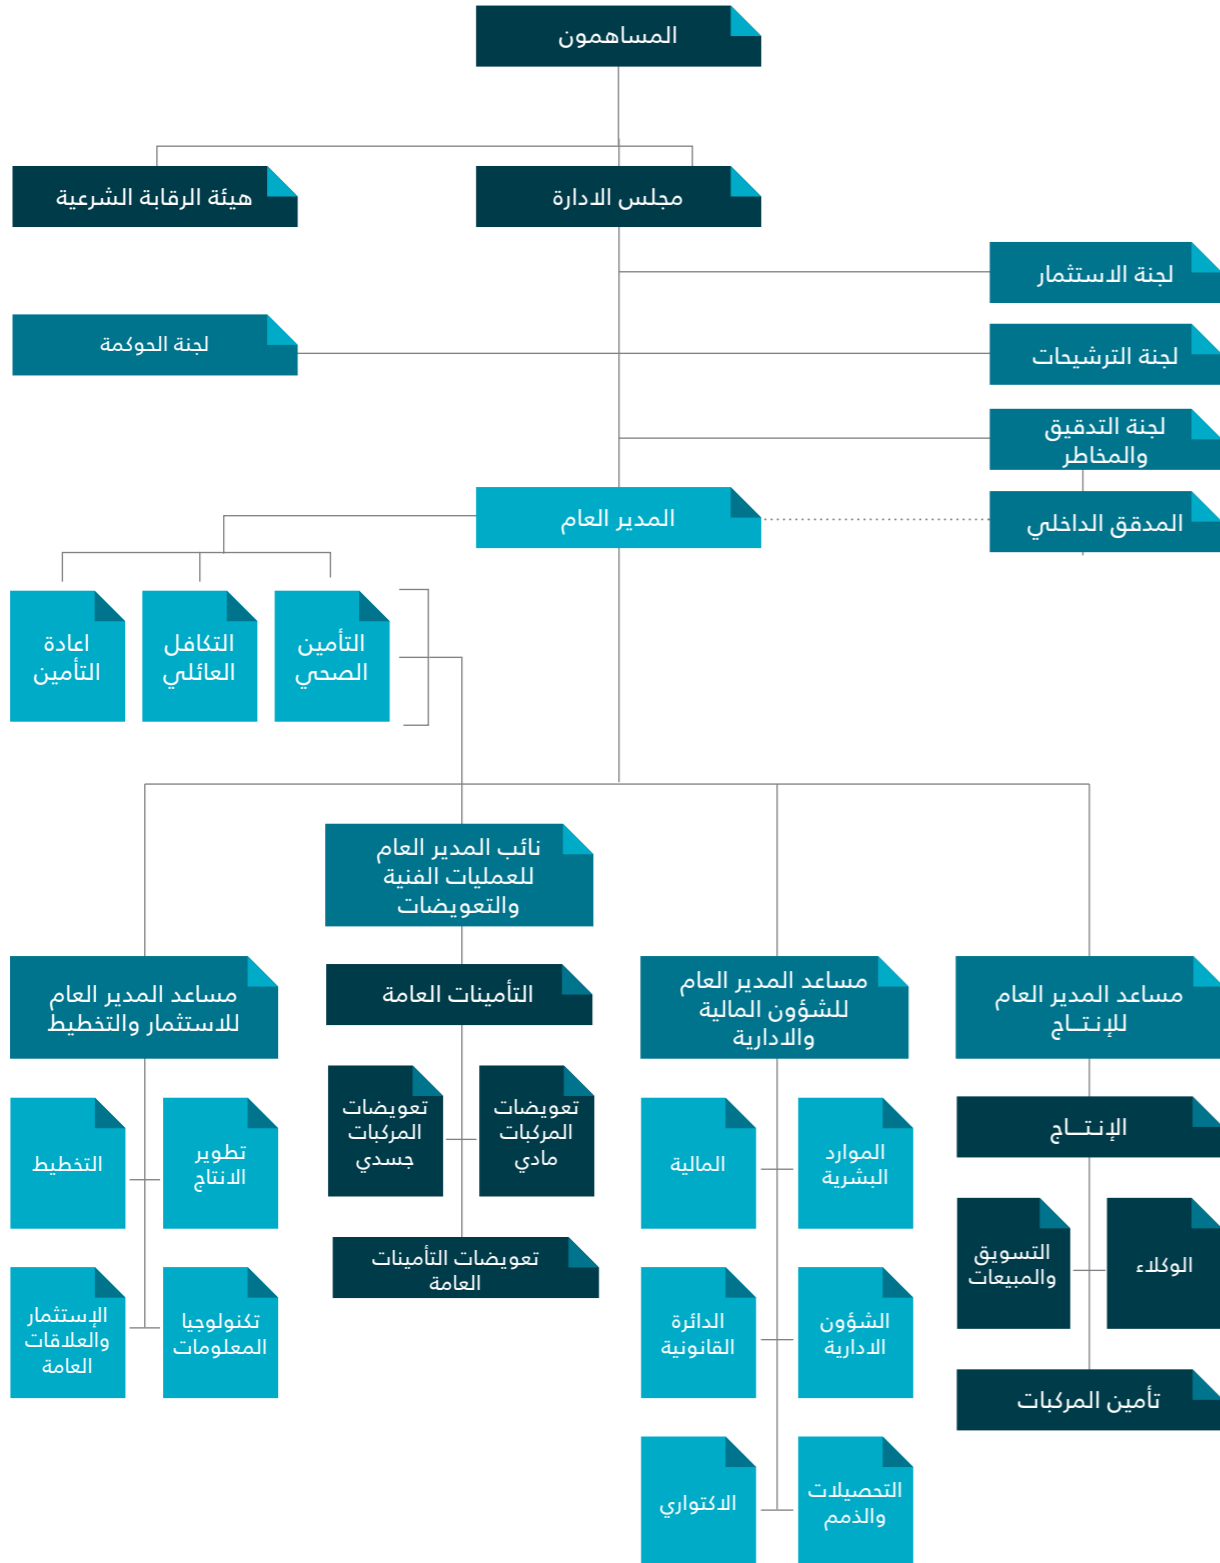 المساهمون
مجلس الادارة
هيئة الرقابة الشرعية
لجنة الاستثمار
لجنة الترشيحات
لجنة الحوكمة
لجنة التدقيق
والمخاطر
المدقق الداخلي
المدير العام
التأمين
الصحي
التكافل
العائلي
اعادة
التأمين
نائب المدير العام
للعمليات الفنية
والتعويضات
مساعد المدير العام
للإنـتــاج
مساعد المدير العام
للشؤون المالية
والادارية
التأمينات العامة
مساعد المدير العام
للاستثمار والتخطيط
الإنـتــاج
الوكلاء
التسويق
والمبيعات
تأمين المركبات
الموارد
البشرية
المالية
الشؤون
الادارية
الدائرة
القانونية
التحصيلات
والذمم
الاكتواري
تعويضات
المركبات
مادي
تعويضات
المركبات
جسدي
تعويضات التأمينات
العامة
تطوير
الانتاج
التخطيط
تكنولوجيا
المعلومات
الإستثمار
والعلاقات
العامة